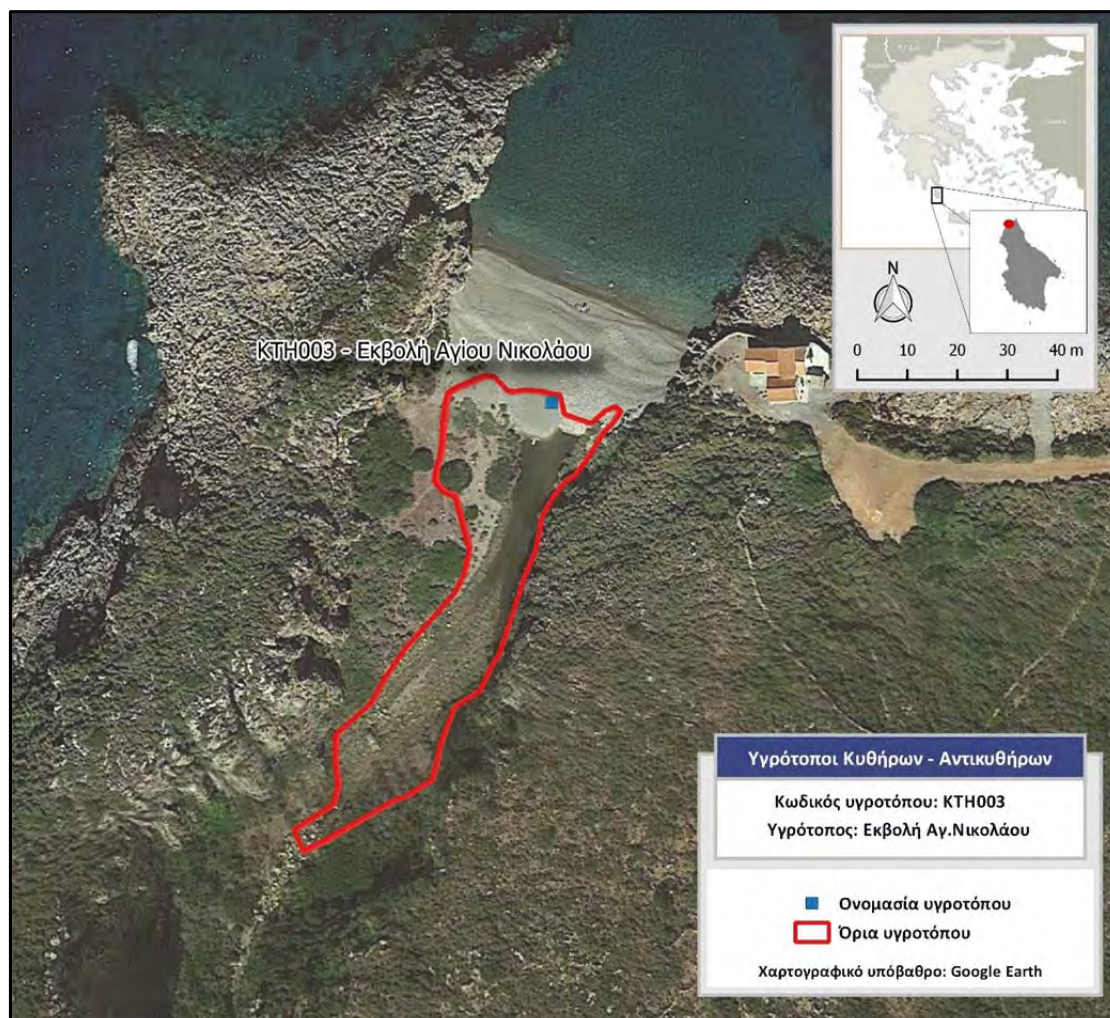 N
0 10 20 30 40 m
ΚΤΗ003 - Εκβολή Αγίου Νικολάου
Υγρότοποι Κυθήρων - Αντικυθήρων
Κωδικός υγροτόπου: ΚΤΗ003
Υγρότοπος: Εκβολή Αγ.Νικολάου
Ονομασία υγροτόπου
Όρια υγροτόπου
Χαρτογραφικό υπόβαθρο: Google Earth